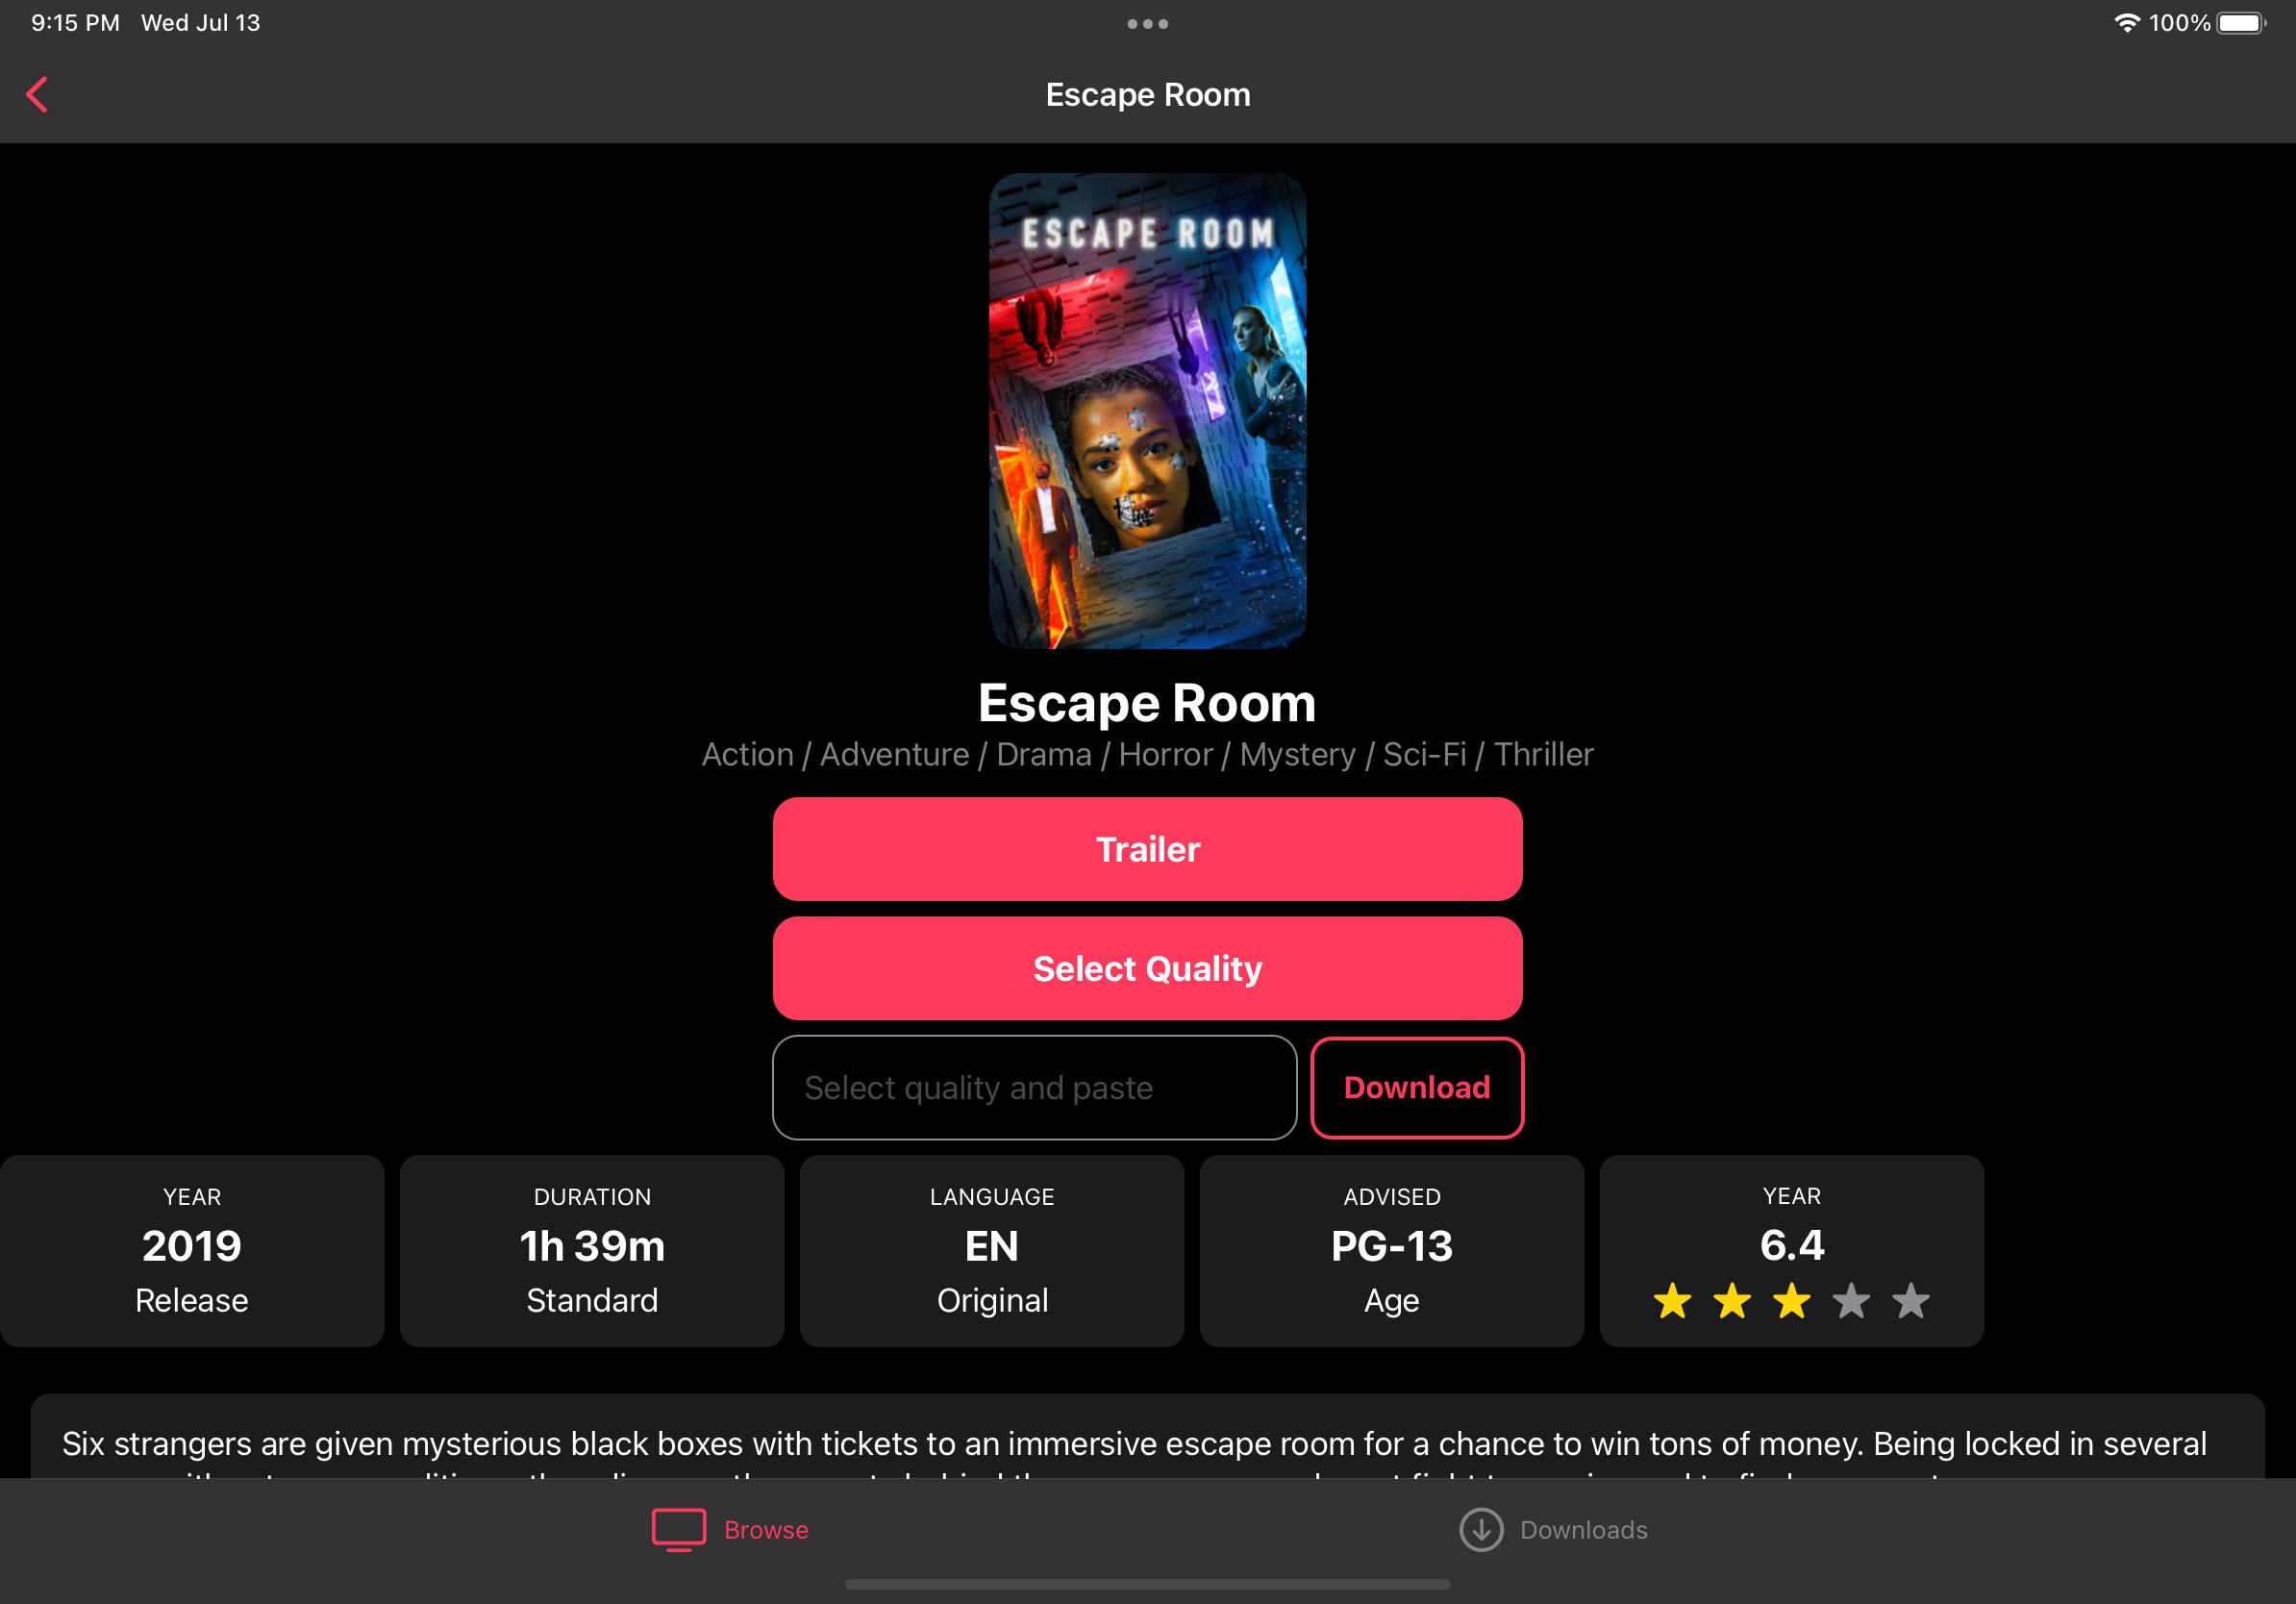 9:15 PM Wed Jul 13
100%
Escape Room
ESCAPE ROOM
Escape Room
Action / Adventure / Drama / Horror / Mystery / Sci-Fi / Thriller
Trailer
Select Quality
Select quality and paste
Download
YEAR
2019
Release
DURATION
1h 39m
Standard
LANGUAGE
EN
Original
ADVISED
PG-13
Age
YEAR
6.4
Six strangers are given mysterious black boxes with tickets to an immersive escape room for a chance to win tons of money. Being locked in several
Browse
Downloads